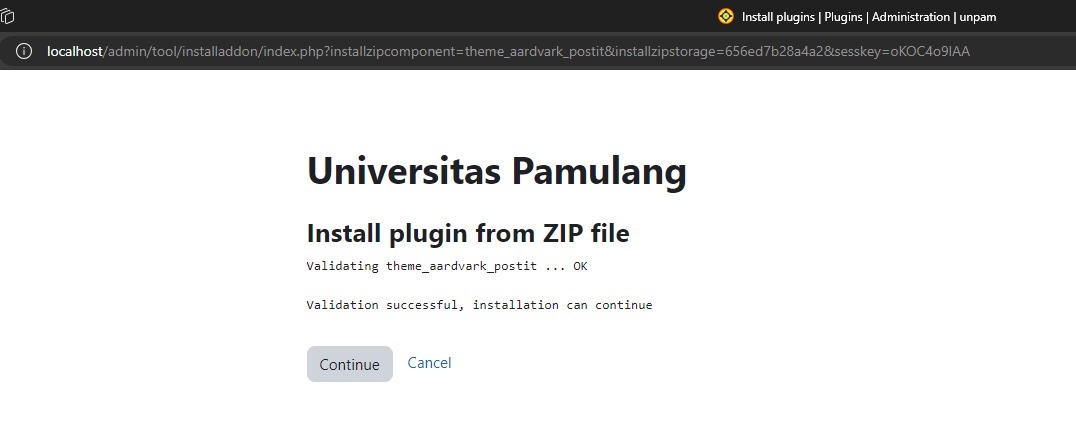 Install plugins | Plugins | Administration | unpam
localhost/admin/tool/installaddon/index.php?installzipcomponent=theme_aardvark_postit&installzipstorage=656ed7b28a4a2&sesskey=oKOC4o9IAA
Universitas Pamulang
Install plugin from ZIP file
Validating theme_aardvark_postit ... OK
Validation successful, installation can continue
Continue Cancel